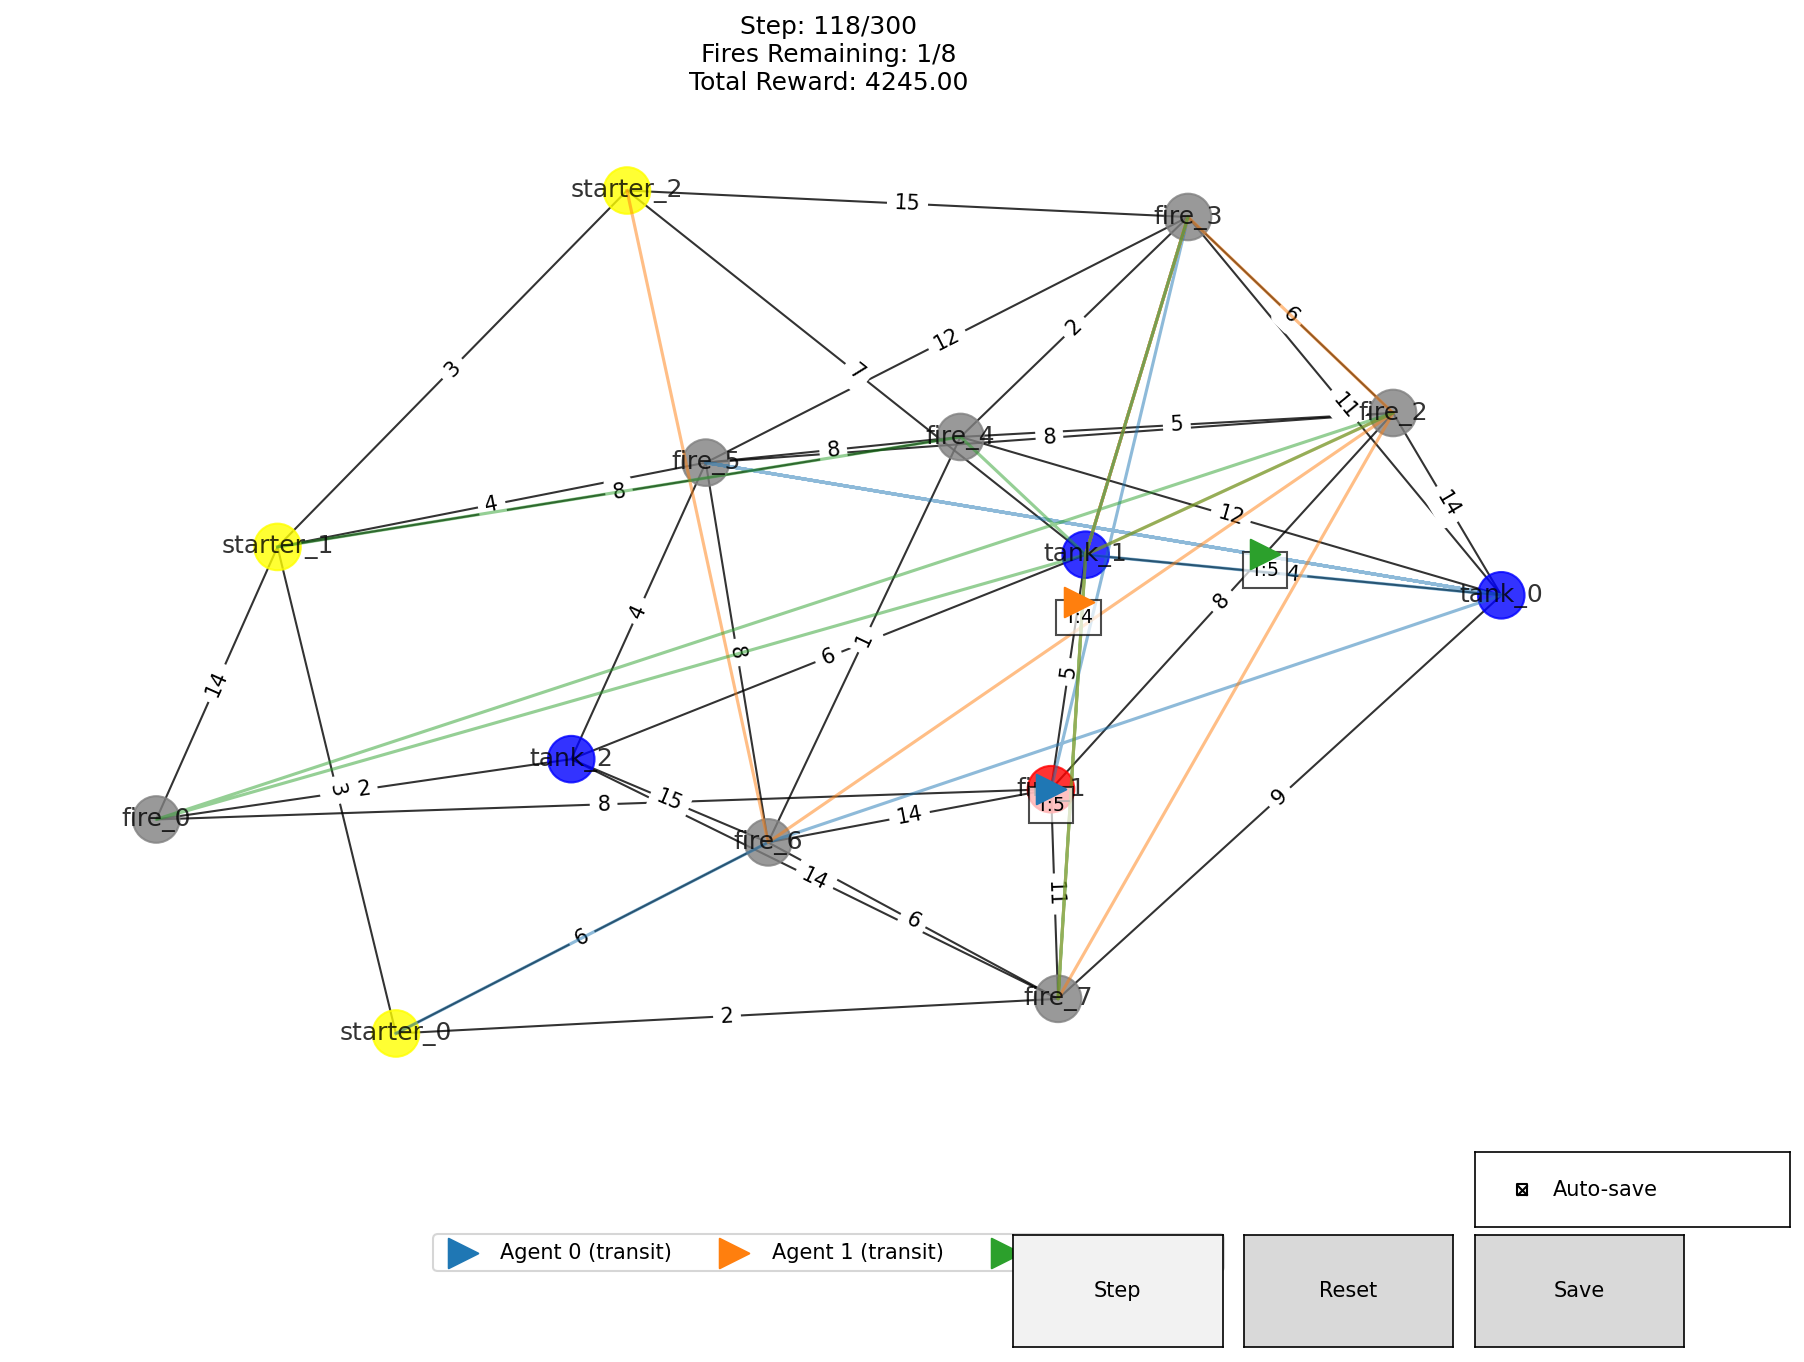 Step: 118/300
Fires Remaining: 1/8
Total Reward: 4245.00
starter_2
15
fire_3
6
2
12
3
7
11
fire_2
5
8
fire_4
8
fire_5
4
8
14
12
starter_1
tank_1
T:5
4
tank_0
T:4
8
4
8
1
6
5
14
tank_2
fire_1
T:5
3
2
15
8
9
fire_0
14
fire_6
14
11
6
6
fire_7
2
starter_0
Auto-save
Agent 0 (transit)
Agent 1 (transit)
Step
Reset
Save